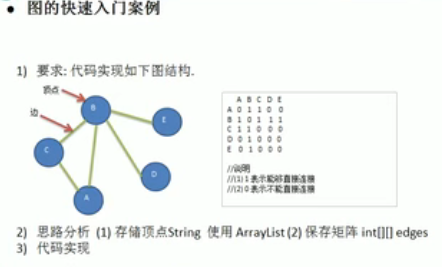 • 图的快速入门案例
1) 要求: 代码实现如下图结构.
顶点
边
B
E
C
D
A
A B C D E
A 0 1 1 0 0
B 1 0 1 1 1
C 1 1 0 0 0
D 0 1 0 0 0
E 0 1 0 0 0
//说明
//(1) 1 表示能够直接连接
//(2) 0 表示不能直接连接
2) 思路分析 (1) 存储顶点String 使用 ArrayList (2) 保存矩阵 int[][] edges
3) 代码实现